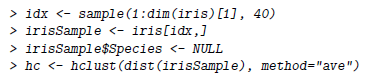 > idx <- sample(1:dim(iris)[1], 40)
> irisSample <- iris[idx,]
> irisSample$Species <- NULL
> hc <- hclust(dist(irisSample), method="ave")